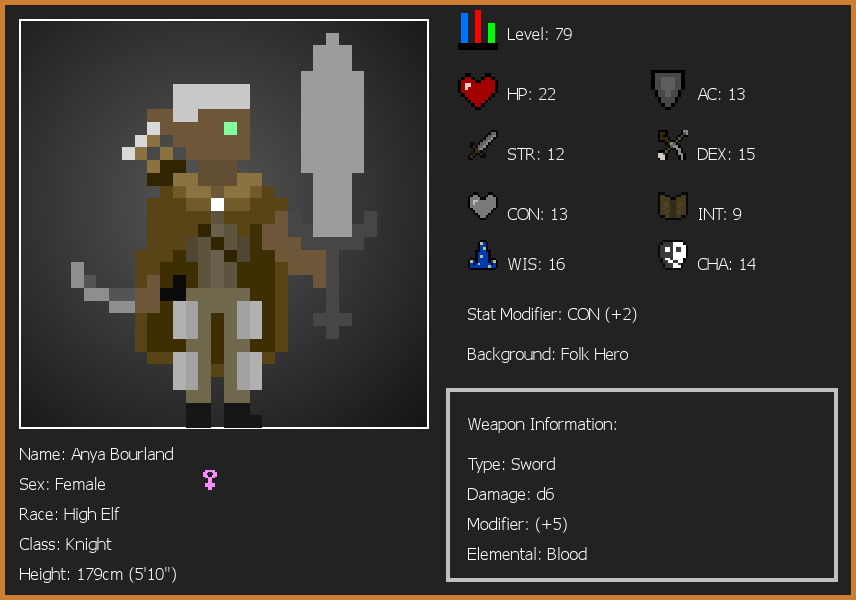 Level: 79
HP: 22
AC: 13
STR: 12
DEX: 15
CON: 13
INT: 9
WIS: 16
CHA: 14
Stat Modifier: CON (+2)
Background: Folk Hero
Weapon Information:
Type: Sword
Damage: d6
Modifier: (+5)
Elemental: Blood
Name: Anya Bourland
Sex: Female
Race: High Elf
Class: Knight
Height: 179cm (5'10")